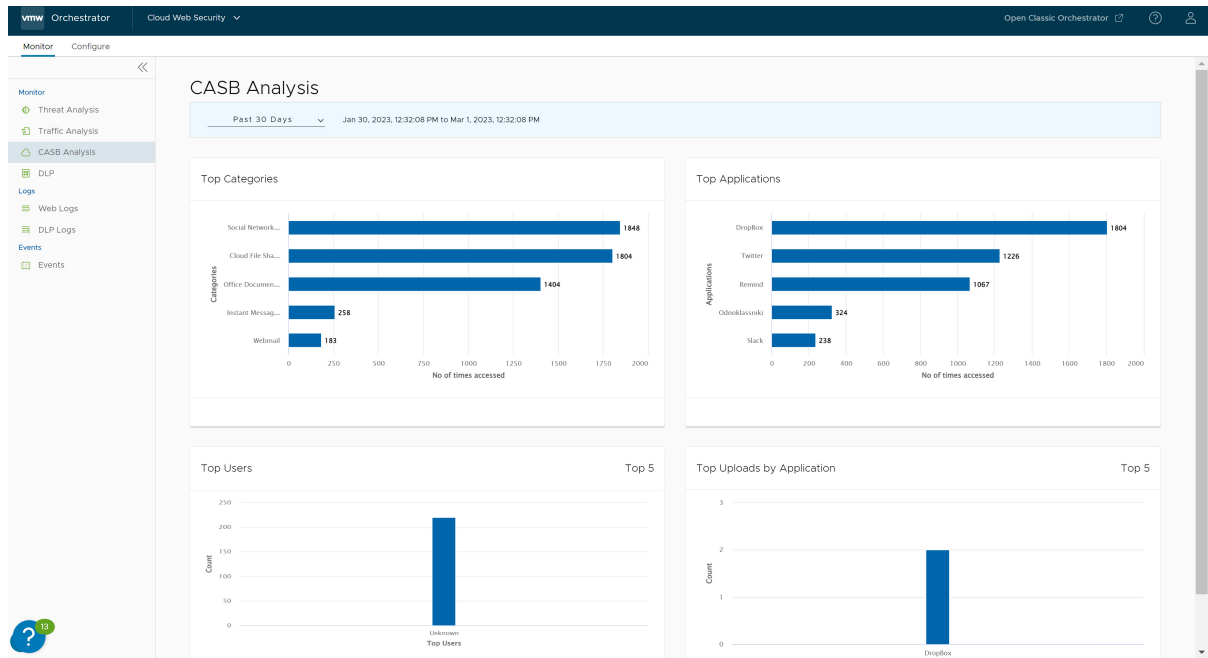 vmw Orchestrator Cloud Web Security Open Classic Orchestrator
Monitor Configure
Monitor
Threat Analysis
Traffic Analysis
CASB Analysis
DLP
Logs
Web Logs
DLP Logs
Events
Events
?
13
CASB Analysis
Past 30 Days Jan 30, 2023, 12:32:08 PM to Mar 1, 2023, 12:32:08 PM
Top Categories
Categories
Social Network... 1848
Cloud File Sha... 1804
Office Documen... 1404
Instant Messag... 258
Webmail 183
0 250 500 750 1000 1250 1500 1750 2000
No of times accessed
Top Applications
Applications
DropBox 1804
Twitter 1226
Remind 1067
Odnoklassniki 324
Slack 238
0 200 400 600 800 1000 1200 1400 1600 1800 2000
No of times accessed
Top Users Top 5
Count
250
200
150
100
50
0
Unknown
Top Users
Top Uploads by Application Top 5
Count
3
2
1
0
DropBox